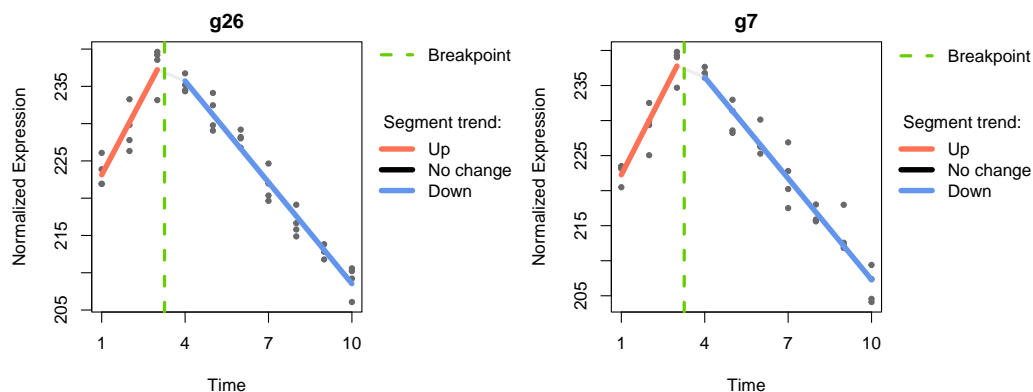 g26
Normalized Expression
205
215
225
235
1 4 7 10
Time
Breakpoint
Segment trend:
Up
No change
Down
g7
Normalized Expression
205
215
225
235
1 4 7 10
Time
Breakpoint
Segment trend:
Up
No change
Down